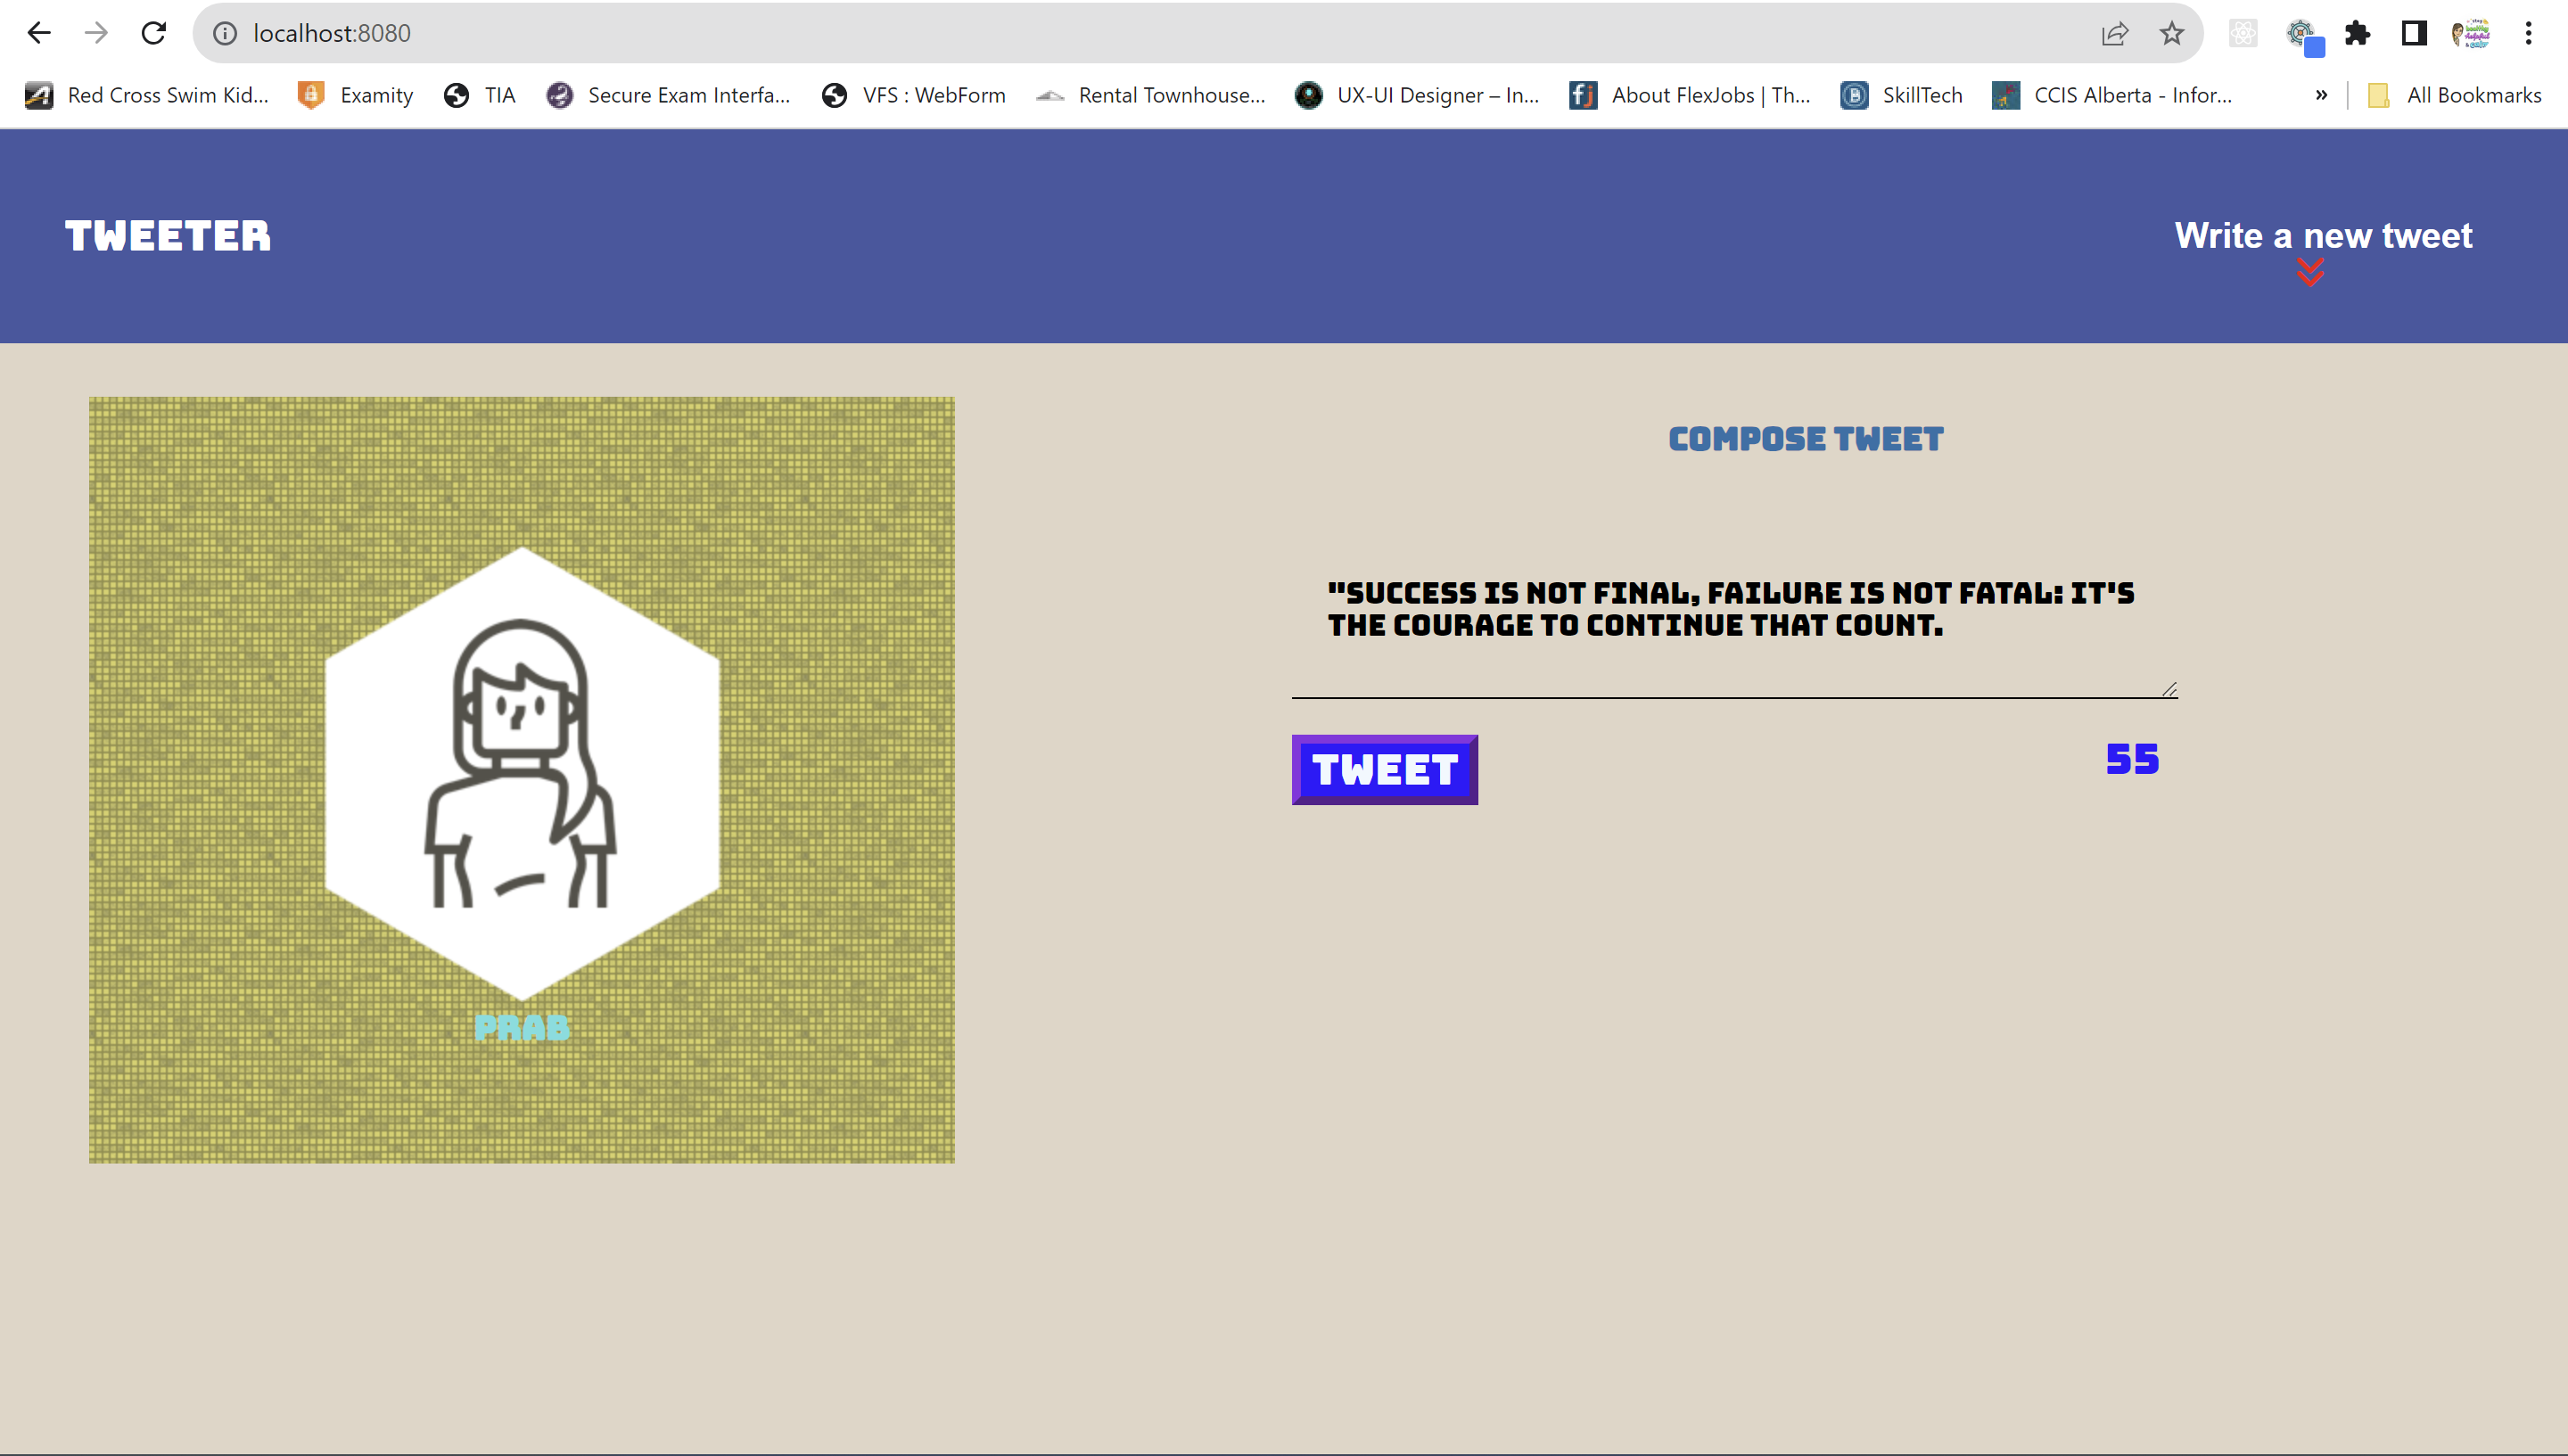 localhost:8080
Red Cross Swim Kid... Examity TIA Secure Exam Interfa... VFS : WebForm Rental Townhouse... UX-UI Designer – In... About FlexJobs | Th... SkillTech CCIS Alberta - Infor... » All Bookmarks
TWEETER
Write a new tweet
COMPOSE TWEET
"SUCCESS IS NOT FINAL, FAILURE IS NOT FATAL: IT'S
THE COURAGE TO CONTINUE THAT COUNT.
TWEET
55
PRAB